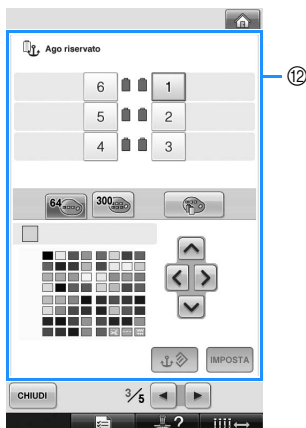 Ago riservato
6 1
⑫
5 2
4 3
64 300
IMPOSTA
CHIUDI 3/5
?